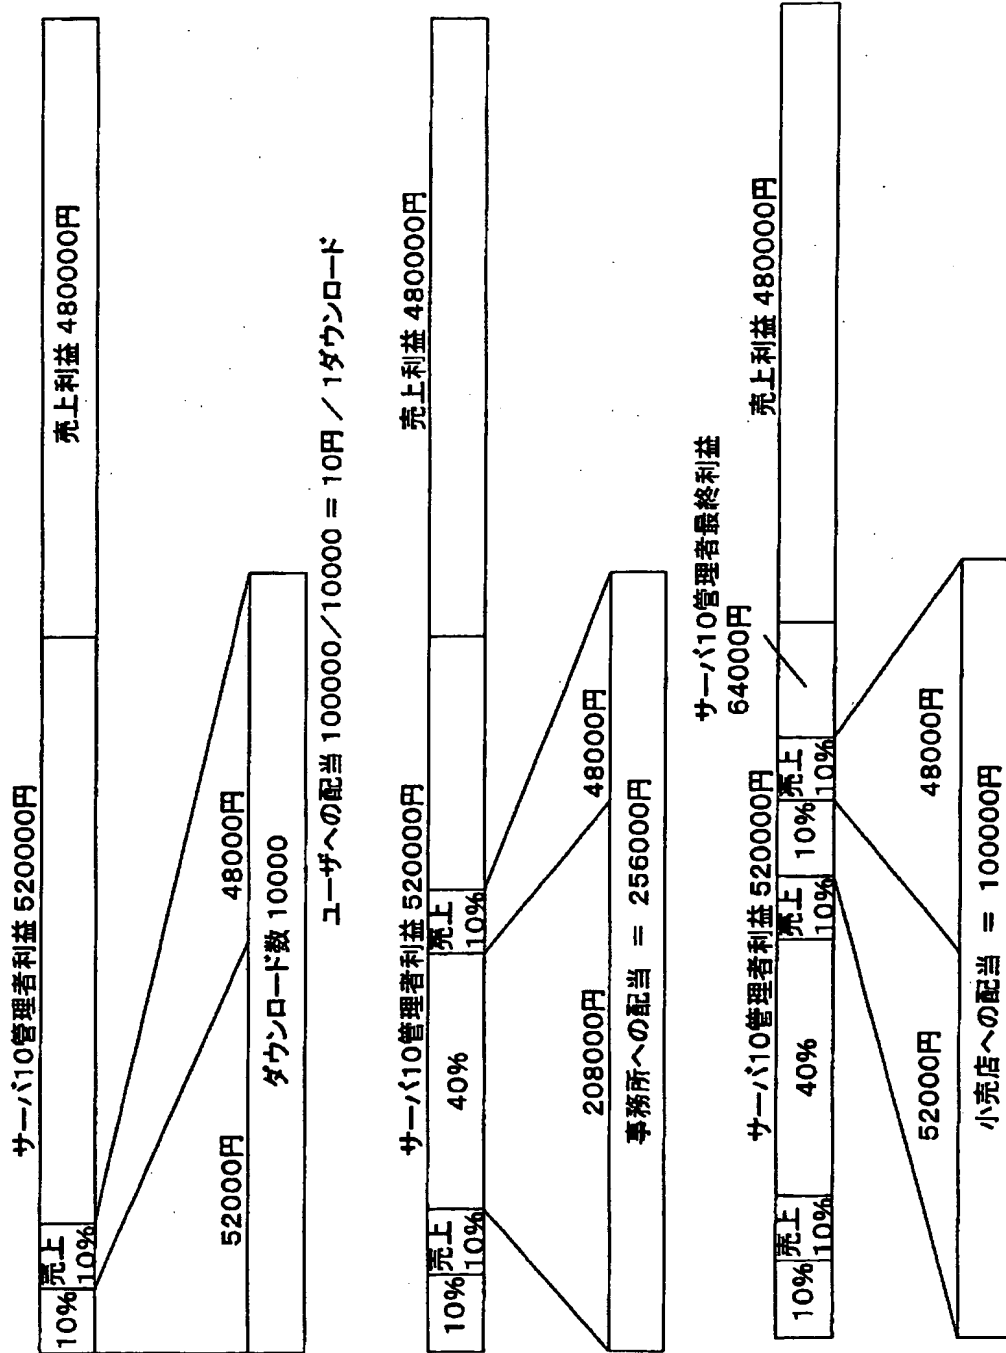 サーバ10管理者利益 520000円
売上利益 480000円
10%
売上
10%
52000円
48000円
ダウンロード数 10000
ユーザへの配当 100000/10000 = 10円 / 1ダウンロード
サーバ10管理者利益 520000円
売上利益 480000円
10%
売上
10%
40%
売上
10%
208000円
48000円
事務所への配当 = 256000円
サーバ10管理者最終利益
64000円
サーバ10管理者利益 520000円
売上利益 480000円
10%
売上
10%
40%
売上
10%
10%
売上
10%
52000円
48000円
小売店への配当 = 100000円